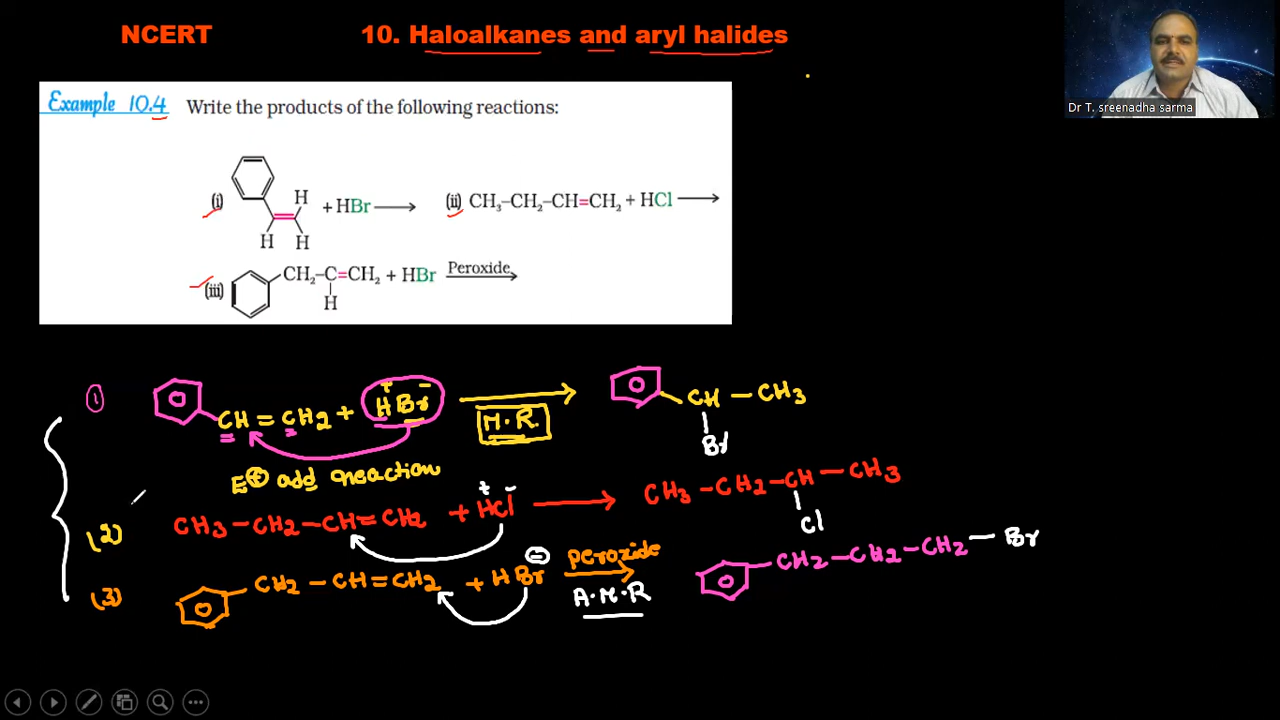 NCERT 10. Haloalkanes and aryl halides
Dr T. sreenadha sarma
Example 10.4 Write the products of the following reactions:
(i) H H H + HBr ⟶ (ii) CH₃–CH₂–CH=CH₂ + HCl ⟶
(iii) CH₂–C=CH₂ + HBr Peroxide ⟶
H
① CH = CH₂ + H⁺ Br⁻ M.R. ⟶ CH – CH₃
Br
E⊕ add reaction
(2) CH₃ – CH₂ – CH = CH₂ + H⁺Cl⁻ ⟶ CH₃ – CH₂ – CH – CH₃
Cl
(3) CH₂ – CH = CH₂ + H Br ⊖ peroxide ⟶ CH₂ – CH₂ – CH₂ – Br
A.M.R